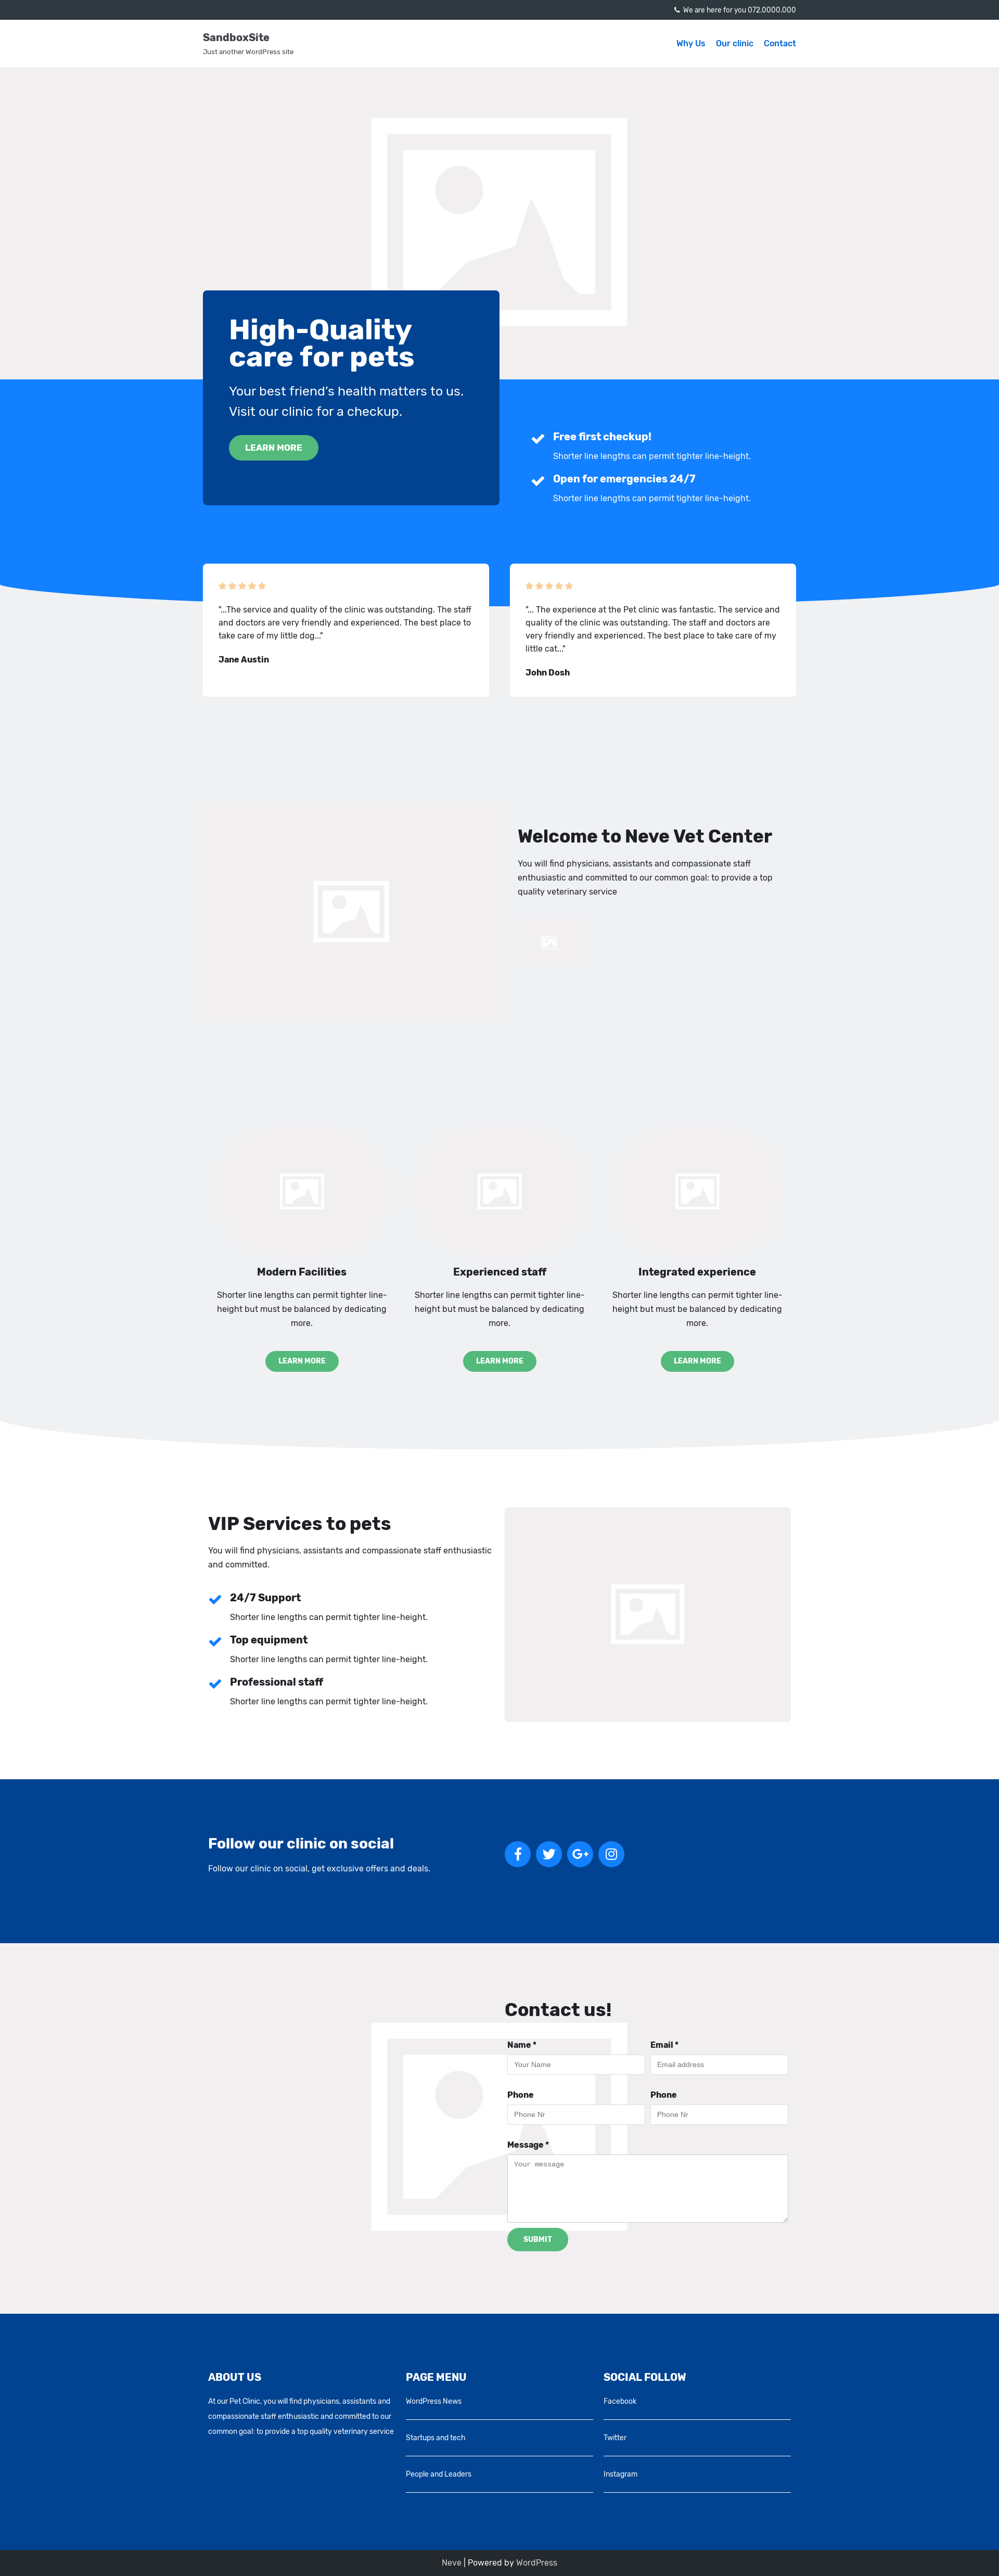 We are here for you 072.0000.000
SandboxSite
Just another WordPress site
Why Us Our clinic Contact
High-Quality
care for pets
Your best friend's health matters to us.
Visit our clinic for a checkup.
LEARN MORE
Free first checkup!
Shorter line lengths can permit tighter line-height.
Open for emergencies 24/7
Shorter line lengths can permit tighter line-height.
"...The service and quality of the clinic was outstanding. The staff
and doctors are very friendly and experienced. The best place to
take care of my little dog..."
Jane Austin
"... The experience at the Pet clinic was fantastic. The service and
quality of the clinic was outstanding. The staff and doctors are
very friendly and experienced. The best place to take care of my
little cat..."
John Dosh
Welcome to Neve Vet Center
You will find physicians, assistants and compassionate staff
enthusiastic and committed to our common goal: to provide a top
quality veterinary service
Modern Facilities
Shorter line lengths can permit tighter line-
height but must be balanced by dedicating
more.
LEARN MORE
Experienced staff
Shorter line lengths can permit tighter line-
height but must be balanced by dedicating
more.
LEARN MORE
Integrated experience
Shorter line lengths can permit tighter line-
height but must be balanced by dedicating
more.
LEARN MORE
VIP Services to pets
You will find physicians, assistants and compassionate staff enthusiastic
and committed.
24/7 Support
Shorter line lengths can permit tighter line-height.
Top equipment
Shorter line lengths can permit tighter line-height.
Professional staff
Shorter line lengths can permit tighter line-height.
Follow our clinic on social
Follow our clinic on social, get exclusive offers and deals.
Contact us!
Name * Email *
Your Name Email address
Phone Phone
Phone Nr Phone Nr
Message *
Your message
SUBMIT
ABOUT US
At our Pet Clinic, you will find physicians, assistants and
compassionate staff enthusiastic and committed to our
common goal: to provide a top quality veterinary service
PAGE MENU
WordPress News
Startups and tech
People and Leaders
SOCIAL FOLLOW
Facebook
Twitter
Instagram
Neve | Powered by WordPress